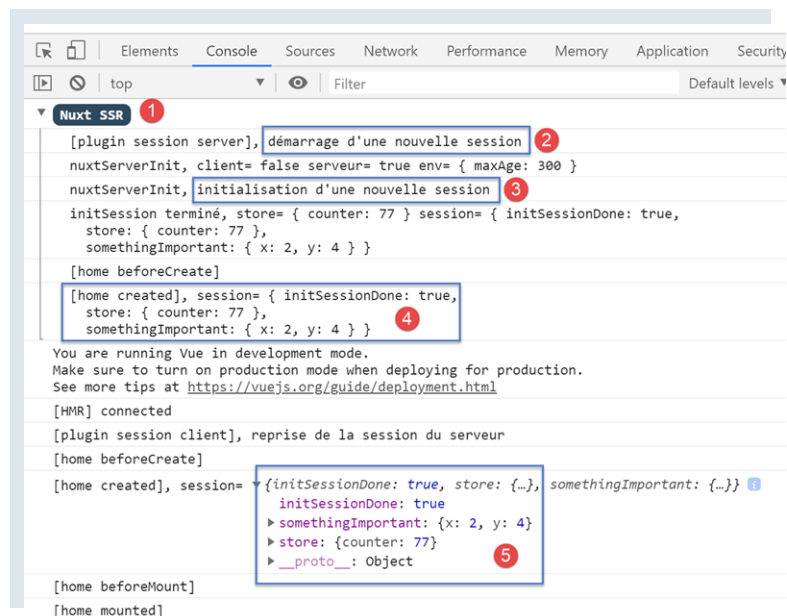 Elements Console Sources Network Performance Memory Application Security
top Filter Default levels
Nuxt SSR 1
[plugin session server], démarrage d'une nouvelle session 2
nuxtServerInit, client= false serveur= true env= { maxAge: 300 }
nuxtServerInit, initialisation d'une nouvelle session 3
initSession terminé, store= { counter: 77 } session= { initSessionDone: true,
store: { counter: 77 },
somethingImportant: { x: 2, y: 4 } }
[home beforeCreate]
[home created], session= { initSessionDone: true,
store: { counter: 77 },
somethingImportant: { x: 2, y: 4 } } 4
You are running Vue in development mode.
Make sure to turn on production mode when deploying for production.
See more tips at https://vuejs.org/guide/deployment.html
[HMR] connected
[plugin session client], reprise de la session du serveur
[home beforeCreate]
[home created], session= {initSessionDone: true, store: {…}, somethingImportant: {…}} i
initSessionDone: true
somethingImportant: {x: 2, y: 4}
store: {counter: 77}
__proto__: Object 5
[home beforeMount]
[home mounted]